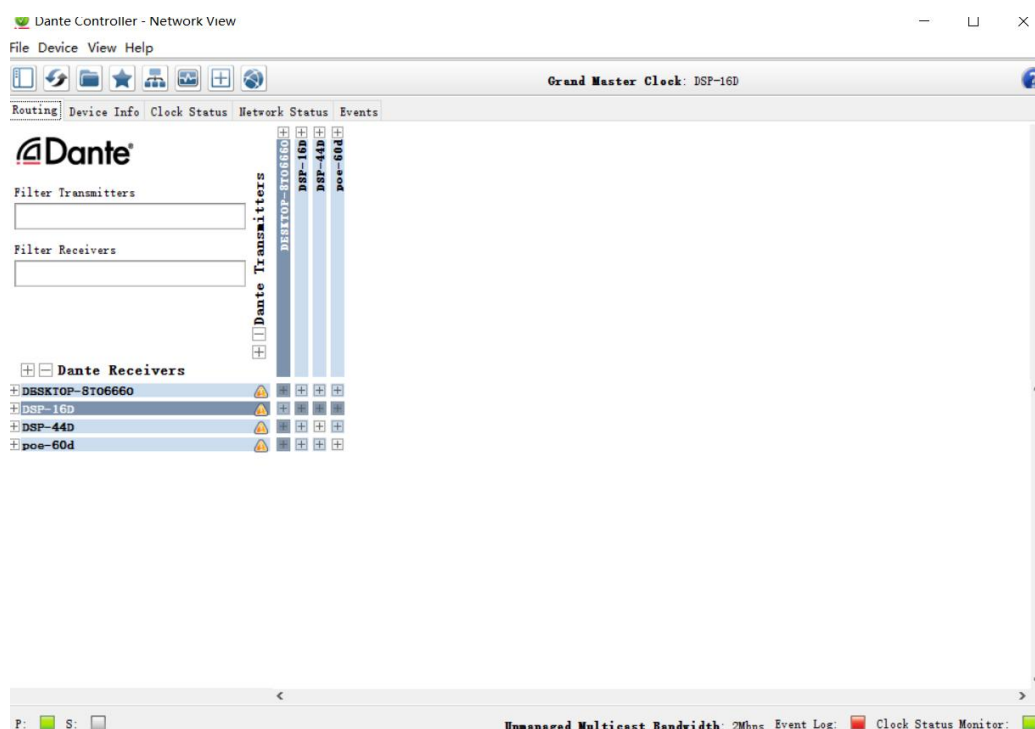 Dante Controller - Network View
File Device View Help
Grand Master Clock: DSP-16D
Routing Device Info Clock Status Network Status Events
Dante
Filter Transmitters
Filter Receivers
Dante Transmitters
DESKTOP-8TO6660
DSP-16D
DSP-44D
poe-60d
Dante Receivers
DESKTOP-8TO6660
DSP-16D
DSP-44D
poe-60d
P: S: Unmanaged Multicast Bandwidth: 2Mbps Event Log: Clock Status Monitor: